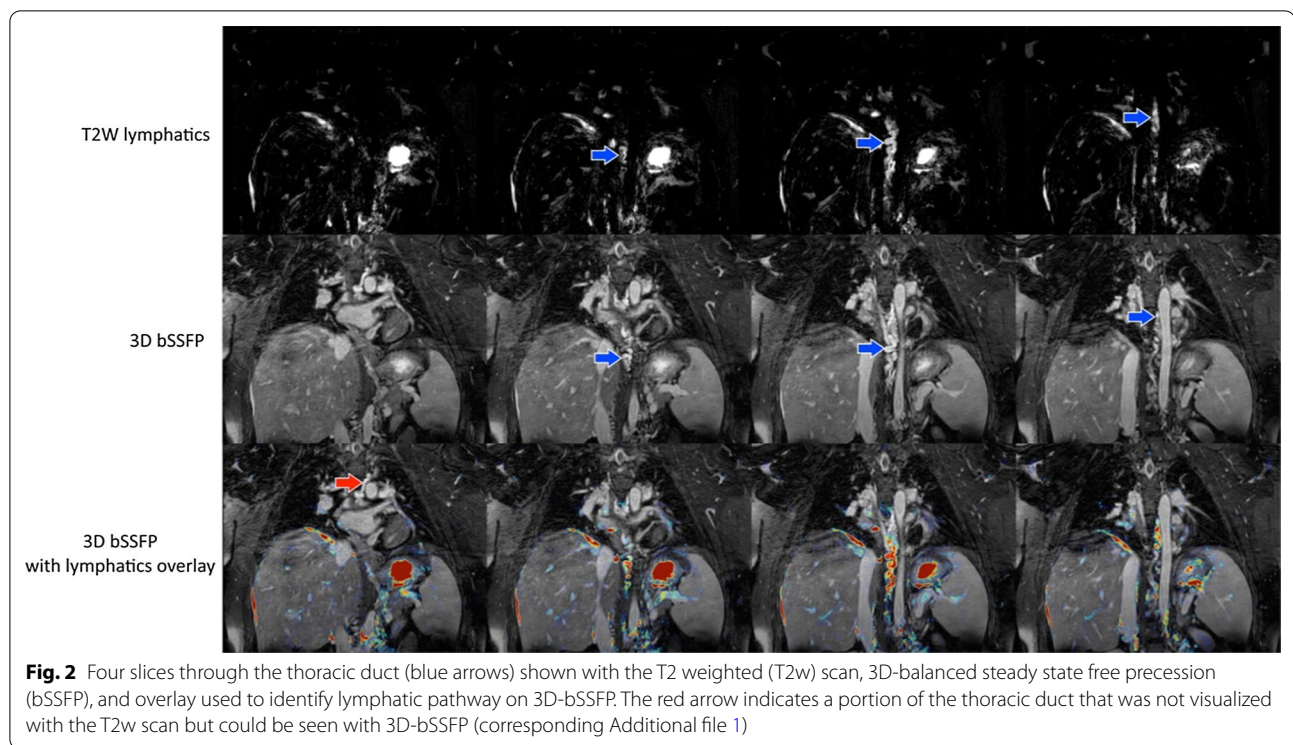 T2W lymphatics
3D bSSFP
3D bSSFP
with lymphatics overlay
Fig. 2 Four slices through the thoracic duct (blue arrows) shown with the T2 weighted (T2w) scan, 3D-balanced steady state free precession
(bSSFP), and overlay used to identify lymphatic pathway on 3D-bSSFP. The red arrow indicates a portion of the thoracic duct that was not visualized
with the T2w scan but could be seen with 3D-bSSFP (corresponding Additional file 1)